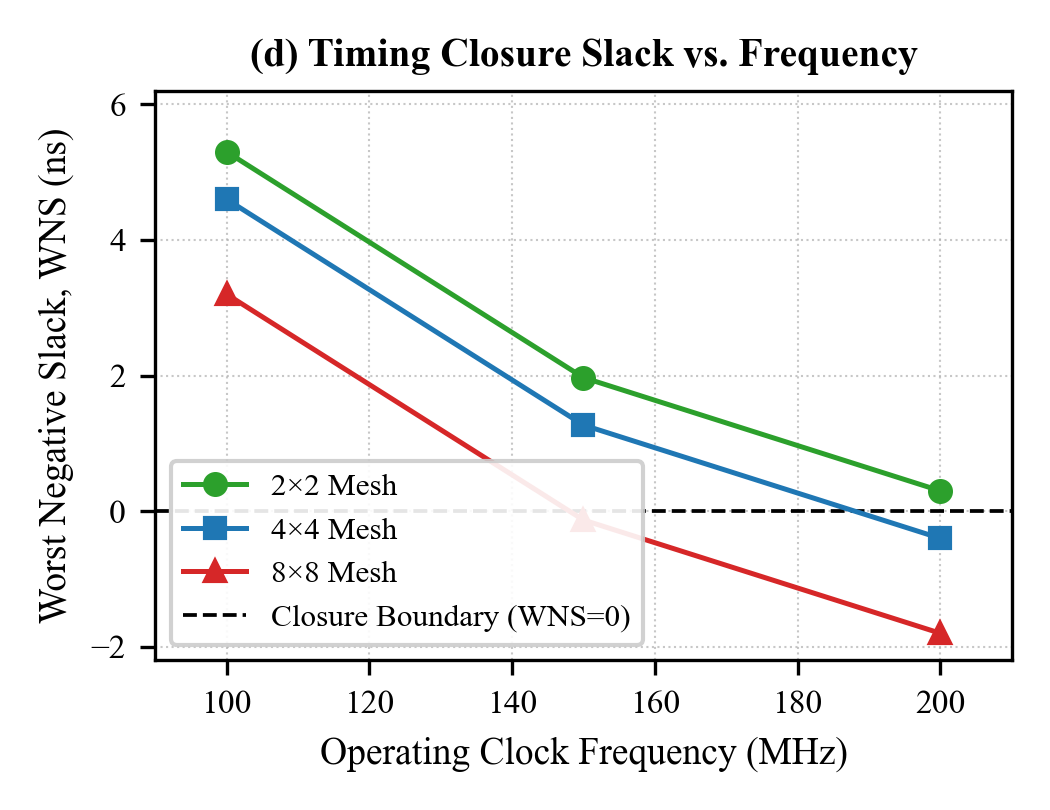 (d) Timing Closure Slack vs. Frequency
Worst Negative Slack, WNS (ns)
6
4
2
0
−2
2×2 Mesh
4×4 Mesh
8×8 Mesh
Closure Boundary (WNS=0)
100 120 140 160 180 200
Operating Clock Frequency (MHz)